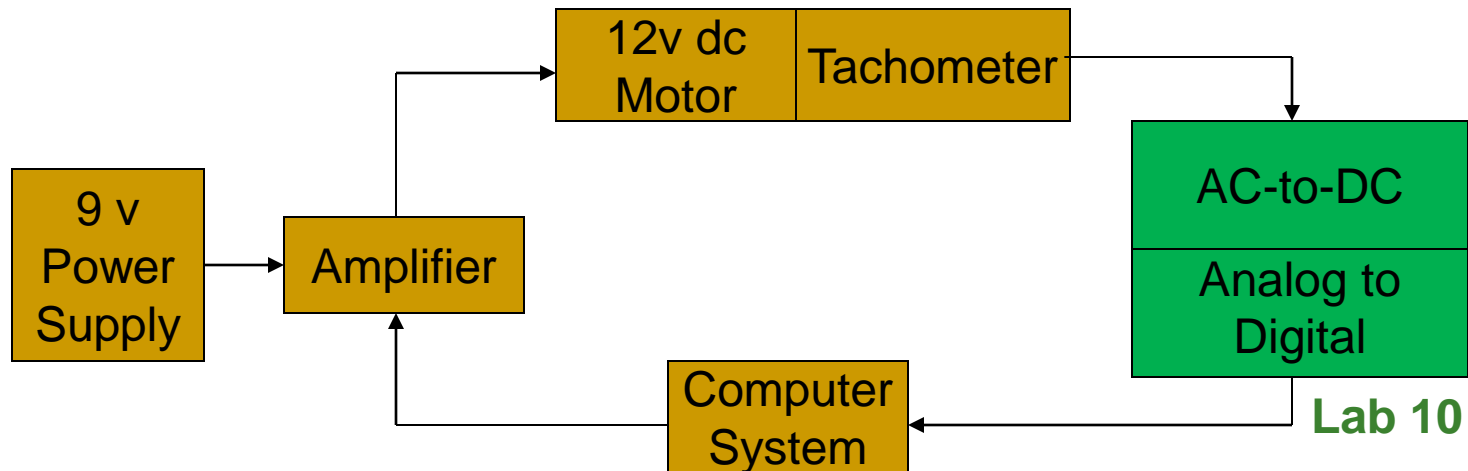 12v dc
Motor
Tachometer
9 v
Power
Supply
Amplifier
AC-to-DC
Analog to
Digital
Computer
System
Lab 10